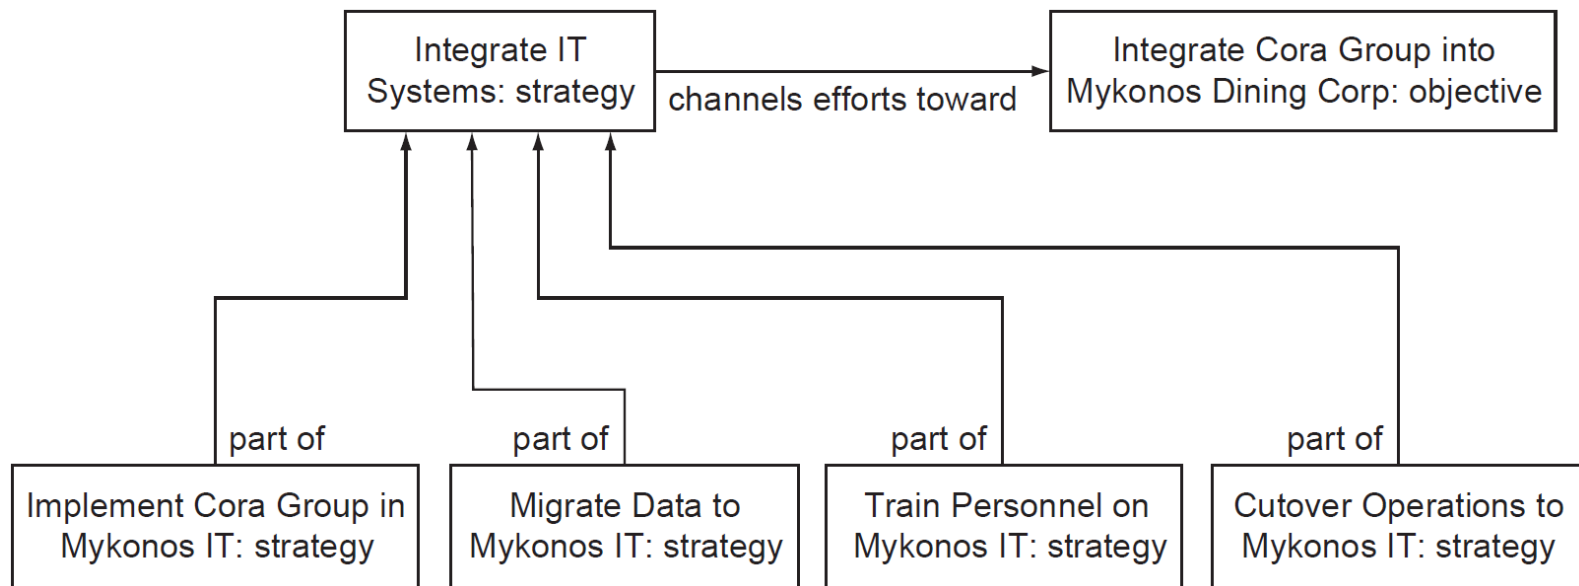 Integrate IT
Systems: strategy
channels efforts toward
Integrate Cora Group into
Mykonos Dining Corp: objective
part of
part of
part of
part of
Implement Cora Group in
Mykonos IT: strategy
Migrate Data to
Mykonos IT: strategy
Train Personnel on
Mykonos IT: strategy
Cutover Operations to
Mykonos IT: strategy